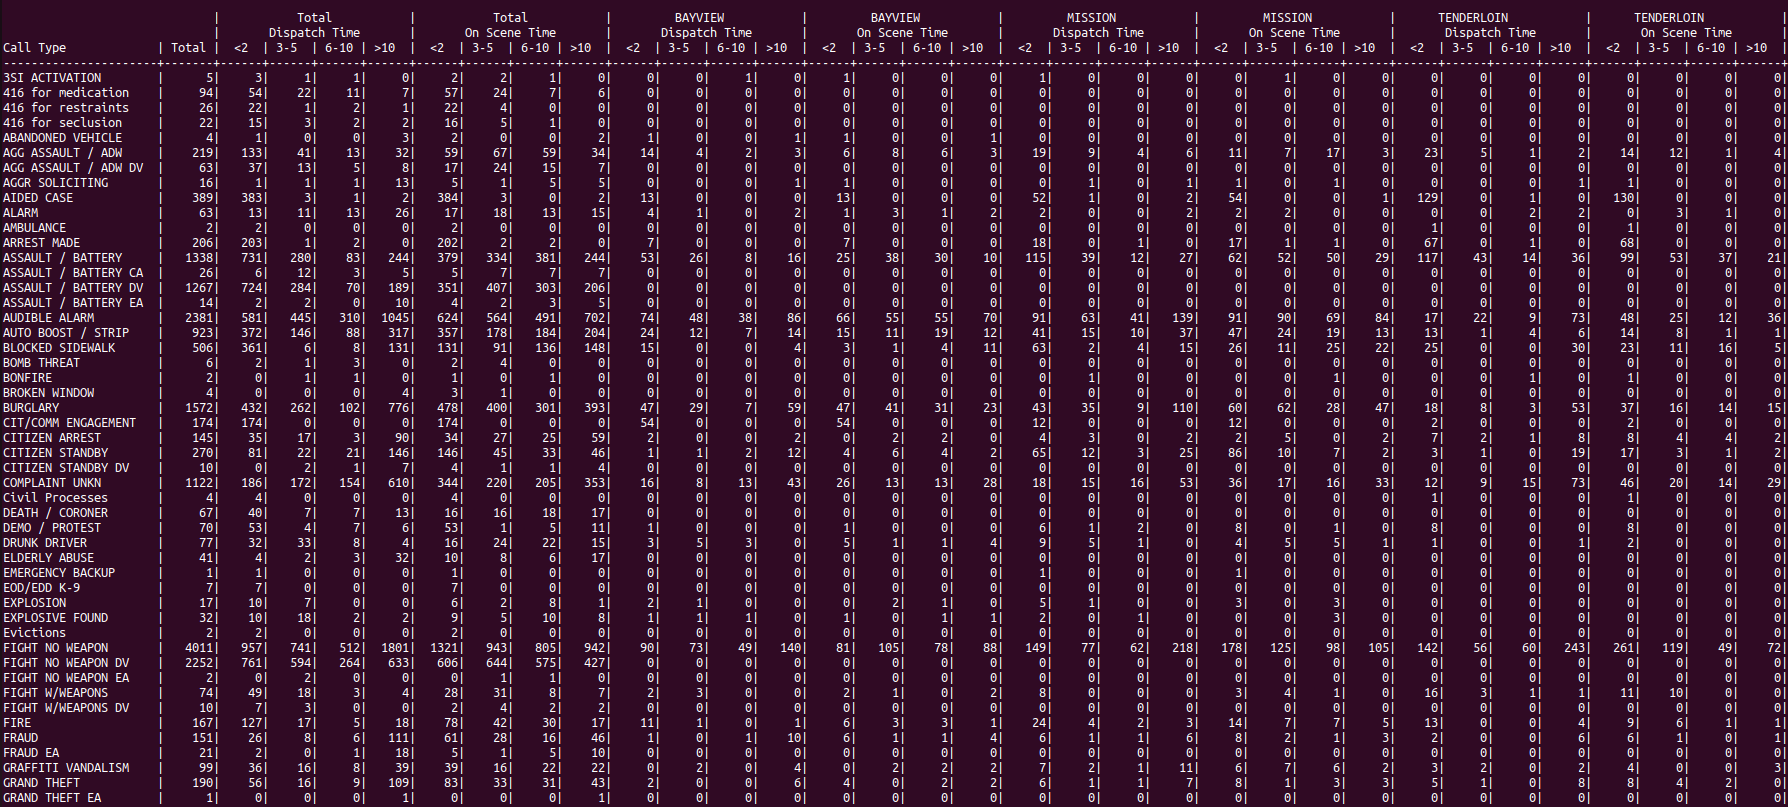 | Total | Total | BAYVIEW | BAYVIEW | MISSION | MISSION | TENDERLOIN | TENDERLOIN |
| Dispatch Time | On Scene Time | Dispatch Time | On Scene Time | Dispatch Time | On Scene Time | Dispatch Time | On Scene Time |
Call Type | Total | <2 | 3-5 | 6-10 | >10 | <2 | 3-5 | 6-10 | >10 | <2 | 3-5 | 6-10 | >10 | <2 | 3-5 | 6-10 | >10 | <2 | 3-5 | 6-10 | >10 | <2 | 3-5 | 6-10 | >10 | <2 | 3-5 | 6-10 | >10 | <2 | 3-5 | 6-10 | >10 |
3SI ACTIVATION | 5| 3| 1| 1| 0| 2| 2| 1| 0| 0| 0| 1| 0| 1| 0| 0| 0| 1| 0| 0| 0| 0| 1| 0| 0| 0| 0| 0| 0| 0| 0| 0| 0|
416 for medication | 94| 54| 22| 11| 7| 57| 24| 7| 6| 0| 0| 0| 0| 0| 0| 0| 0| 0| 0| 0| 0| 0| 0| 0| 0| 0| 0| 0| 0| 0| 0| 0| 0|
416 for restraints | 26| 22| 1| 2| 1| 22| 4| 0| 0| 0| 0| 0| 0| 0| 0| 0| 0| 0| 0| 0| 0| 0| 0| 0| 0| 0| 0| 0| 0| 0| 0| 0| 0|
416 for seclusion | 22| 15| 3| 2| 2| 16| 5| 1| 0| 0| 0| 0| 0| 0| 0| 0| 0| 0| 0| 0| 0| 0| 0| 0| 0| 0| 0| 0| 0| 0| 0| 0| 0|
ABANDONED VEHICLE | 4| 1| 0| 0| 3| 2| 0| 0| 2| 1| 0| 0| 1| 1| 0| 0| 1| 0| 0| 0| 0| 0| 0| 0| 0| 0| 0| 0| 0| 0| 0| 0| 0|
AGG ASSAULT / ADW | 219| 133| 41| 13| 32| 59| 67| 59| 34| 14| 4| 2| 3| 6| 8| 6| 3| 19| 9| 4| 6| 11| 7| 17| 3| 23| 5| 1| 2| 14| 12| 1| 4|
AGG ASSAULT / ADW DV | 63| 37| 13| 5| 8| 17| 24| 15| 7| 0| 0| 0| 0| 0| 0| 0| 0| 0| 0| 0| 0| 0| 0| 0| 0| 0| 0| 0| 0| 0| 0| 0| 0|
AGGR SOLICITING | 16| 1| 1| 1| 13| 5| 1| 5| 5| 0| 0| 0| 1| 1| 0| 0| 0| 0| 1| 0| 1| 1| 0| 1| 0| 0| 0| 0| 1| 1| 0| 0| 0|
AIDED CASE | 389| 383| 3| 1| 2| 384| 3| 0| 2| 13| 0| 0| 0| 13| 0| 0| 0| 52| 1| 0| 2| 54| 0| 0| 1| 129| 0| 1| 0| 130| 0| 0| 0|
ALARM | 63| 13| 11| 13| 26| 17| 18| 13| 15| 4| 1| 0| 2| 1| 3| 1| 2| 2| 0| 0| 2| 2| 2| 0| 0| 0| 0| 2| 2| 0| 3| 1| 0|
AMBULANCE | 2| 2| 0| 0| 0| 2| 0| 0| 0| 0| 0| 0| 0| 0| 0| 0| 0| 0| 0| 0| 0| 0| 0| 0| 0| 1| 0| 0| 0| 1| 0| 0| 0|
ARREST MADE | 206| 203| 1| 2| 0| 202| 2| 2| 0| 7| 0| 0| 0| 7| 0| 0| 0| 18| 0| 1| 0| 17| 1| 1| 0| 67| 0| 1| 0| 68| 0| 0| 0|
ASSAULT / BATTERY | 1338| 731| 280| 83| 244| 379| 334| 381| 244| 53| 26| 8| 16| 25| 38| 30| 10| 115| 39| 12| 27| 62| 52| 50| 29| 117| 43| 14| 36| 99| 53| 37| 21|
ASSAULT / BATTERY CA | 26| 6| 12| 3| 5| 5| 7| 7| 7| 0| 0| 0| 0| 0| 0| 0| 0| 0| 0| 0| 0| 0| 0| 0| 0| 0| 0| 0| 0| 0| 0| 0| 0|
ASSAULT / BATTERY DV | 1267| 724| 284| 70| 189| 351| 407| 303| 206| 0| 0| 0| 0| 0| 0| 0| 0| 0| 0| 0| 0| 0| 0| 0| 0| 0| 0| 0| 0| 0| 0| 0| 0|
ASSAULT / BATTERY EA | 14| 2| 2| 0| 10| 4| 2| 3| 5| 0| 0| 0| 0| 0| 0| 0| 0| 0| 0| 0| 0| 0| 0| 0| 0| 0| 0| 0| 0| 0| 0| 0| 0|
AUDIBLE ALARM | 2381| 581| 445| 310| 1045| 624| 564| 491| 702| 74| 48| 38| 86| 66| 55| 55| 70| 91| 63| 41| 139| 91| 90| 69| 84| 17| 22| 9| 73| 48| 25| 12| 36|
AUTO BOOST / STRIP | 923| 372| 146| 88| 317| 357| 178| 184| 204| 24| 12| 7| 14| 15| 11| 19| 12| 41| 15| 10| 37| 47| 24| 19| 13| 13| 1| 4| 6| 14| 8| 1| 1|
BLOCKED SIDEWALK | 506| 361| 6| 8| 131| 131| 91| 136| 148| 15| 0| 0| 4| 3| 1| 4| 11| 63| 2| 4| 15| 26| 11| 25| 22| 25| 0| 0| 30| 23| 11| 16| 5|
BOMB THREAT | 6| 2| 1| 3| 0| 2| 4| 0| 0| 0| 0| 0| 0| 0| 0| 0| 0| 0| 0| 0| 0| 0| 0| 0| 0| 0| 0| 0| 0| 0| 0| 0| 0|
BONFIRE | 2| 0| 1| 1| 0| 1| 0| 1| 0| 0| 0| 0| 0| 0| 0| 0| 0| 0| 1| 0| 0| 0| 0| 1| 0| 0| 0| 1| 0| 1| 0| 0| 0|
BROKEN WINDOW | 4| 0| 0| 0| 4| 3| 1| 0| 0| 0| 0| 0| 0| 0| 0| 0| 0| 0| 0| 0| 0| 0| 0| 0| 0| 0| 0| 0| 0| 0| 0| 0| 0|
BURGLARY | 1572| 432| 262| 102| 776| 478| 400| 301| 393| 47| 29| 7| 59| 47| 41| 31| 23| 43| 35| 9| 110| 60| 62| 28| 47| 18| 8| 3| 53| 37| 16| 14| 15|
CIT/COMM ENGAGEMENT | 174| 174| 0| 0| 0| 174| 0| 0| 0| 54| 0| 0| 0| 54| 0| 0| 0| 12| 0| 0| 0| 12| 0| 0| 0| 2| 0| 0| 0| 2| 0| 0| 0|
CITIZEN ARREST | 145| 35| 17| 3| 90| 34| 27| 25| 59| 2| 0| 0| 2| 0| 2| 2| 0| 4| 3| 0| 2| 2| 5| 0| 2| 7| 2| 1| 8| 8| 4| 4| 2|
CITIZEN STANDBY | 270| 81| 22| 21| 146| 146| 45| 33| 46| 1| 1| 2| 12| 4| 6| 4| 2| 65| 12| 3| 25| 86| 10| 7| 2| 3| 1| 0| 19| 17| 3| 1| 2|
CITIZEN STANDBY DV | 10| 0| 2| 1| 7| 4| 1| 1| 4| 0| 0| 0| 0| 0| 0| 0| 0| 0| 0| 0| 0| 0| 0| 0| 0| 0| 0| 0| 0| 0| 0| 0| 0|
COMPLAINT UNKN | 1122| 186| 172| 154| 610| 344| 220| 205| 353| 16| 8| 13| 43| 26| 13| 13| 28| 18| 15| 16| 53| 36| 17| 16| 33| 12| 9| 15| 73| 46| 20| 14| 29|
Civil Processes | 4| 4| 0| 0| 0| 4| 0| 0| 0| 0| 0| 0| 0| 0| 0| 0| 0| 0| 0| 0| 0| 0| 0| 0| 0| 1| 0| 0| 0| 1| 0| 0| 0|
DEATH / CORONER | 67| 40| 7| 7| 13| 16| 16| 18| 17| 0| 0| 0| 0| 0| 0| 0| 0| 0| 0| 0| 0| 0| 0| 0| 0| 0| 0| 0| 0| 0| 0| 0| 0|
DEMO / PROTEST | 70| 53| 4| 7| 6| 53| 1| 5| 11| 1| 0| 0| 0| 1| 0| 0| 0| 6| 1| 2| 0| 8| 0| 1| 0| 8| 0| 0| 0| 8| 0| 0| 0|
DRUNK DRIVER | 77| 32| 33| 8| 4| 16| 24| 22| 15| 3| 5| 3| 0| 5| 1| 1| 4| 9| 5| 1| 0| 4| 5| 5| 1| 1| 0| 0| 1| 2| 0| 0| 0|
ELDERLY ABUSE | 41| 4| 2| 3| 32| 10| 8| 6| 17| 0| 0| 0| 0| 0| 0| 0| 0| 0| 0| 0| 0| 0| 0| 0| 0| 0| 0| 0| 0| 0| 0| 0| 0|
EMERGENCY BACKUP | 1| 1| 0| 0| 0| 1| 0| 0| 0| 0| 0| 0| 0| 0| 0| 0| 0| 1| 0| 0| 0| 1| 0| 0| 0| 0| 0| 0| 0| 0| 0| 0| 0|
EOD/EDD K-9 | 7| 7| 0| 0| 0| 7| 0| 0| 0| 0| 0| 0| 0| 0| 0| 0| 0| 0| 0| 0| 0| 0| 0| 0| 0| 0| 0| 0| 0| 0| 0| 0| 0|
EXPLOSION | 17| 10| 7| 0| 0| 6| 2| 8| 1| 2| 1| 0| 0| 0| 2| 1| 0| 5| 1| 0| 0| 3| 0| 3| 0| 0| 0| 0| 0| 0| 0| 0| 0|
EXPLOSIVE FOUND | 32| 10| 18| 2| 2| 9| 5| 10| 8| 1| 1| 1| 0| 1| 0| 1| 1| 2| 0| 1| 0| 0| 0| 3| 0| 0| 0| 0| 0| 0| 0| 0| 0|
Evictions | 2| 2| 0| 0| 0| 2| 0| 0| 0| 0| 0| 0| 0| 0| 0| 0| 0| 0| 0| 0| 0| 0| 0| 0| 0| 0| 0| 0| 0| 0| 0| 0| 0|
FIGHT NO WEAPON | 4011| 957| 741| 512| 1801| 1321| 943| 805| 942| 90| 73| 49| 140| 81| 105| 78| 88| 149| 77| 62| 218| 178| 125| 98| 105| 142| 56| 60| 243| 261| 119| 49| 72|
FIGHT NO WEAPON DV | 2252| 761| 594| 264| 633| 606| 644| 575| 427| 0| 0| 0| 0| 0| 0| 0| 0| 0| 0| 0| 0| 0| 0| 0| 0| 0| 0| 0| 0| 0| 0| 0| 0|
FIGHT NO WEAPON EA | 2| 0| 2| 0| 0| 0| 1| 1| 0| 0| 0| 0| 0| 0| 0| 0| 0| 0| 0| 0| 0| 0| 0| 0| 0| 0| 0| 0| 0| 0| 0| 0| 0|
FIGHT W/WEAPONS | 74| 49| 18| 3| 4| 28| 31| 8| 7| 2| 3| 0| 0| 2| 1| 0| 2| 8| 0| 0| 0| 3| 4| 1| 0| 16| 3| 1| 1| 11| 10| 0| 0|
FIGHT W/WEAPONS DV | 10| 7| 3| 0| 0| 2| 4| 2| 2| 0| 0| 0| 0| 0| 0| 0| 0| 0| 0| 0| 0| 0| 0| 0| 0| 0| 0| 0| 0| 0| 0| 0| 0|
FIRE | 167| 127| 17| 5| 18| 78| 42| 30| 17| 11| 1| 0| 1| 6| 3| 3| 1| 24| 4| 2| 3| 14| 7| 7| 5| 13| 0| 0| 4| 9| 6| 1| 1|
FRAUD | 151| 26| 8| 6| 111| 61| 28| 16| 46| 1| 0| 1| 10| 6| 1| 1| 4| 6| 1| 1| 6| 8| 2| 1| 3| 2| 0| 0| 6| 6| 1| 0| 1|
FRAUD EA | 21| 2| 0| 1| 18| 5| 1| 5| 10| 0| 0| 0| 0| 0| 0| 0| 0| 0| 0| 0| 0| 0| 0| 0| 0| 0| 0| 0| 0| 0| 0| 0| 0|
GRAFFITI VANDALISM | 99| 36| 16| 8| 39| 39| 16| 22| 22| 0| 2| 0| 4| 0| 2| 2| 2| 7| 2| 1| 11| 6| 7| 6| 2| 3| 2| 0| 2| 4| 0| 0| 3|
GRAND THEFT | 190| 56| 16| 9| 109| 83| 33| 31| 43| 2| 0| 0| 6| 4| 0| 2| 2| 6| 1| 1| 7| 8| 1| 3| 3| 5| 1| 0| 8| 8| 4| 2| 0|
GRAND THEFT EA | 1| 0| 0| 0| 1| 0| 0| 0| 1| 0| 0| 0| 0| 0| 0| 0| 0| 0| 0| 0| 0| 0| 0| 0| 0| 0| 0| 0| 0| 0| 0| 0| 0|